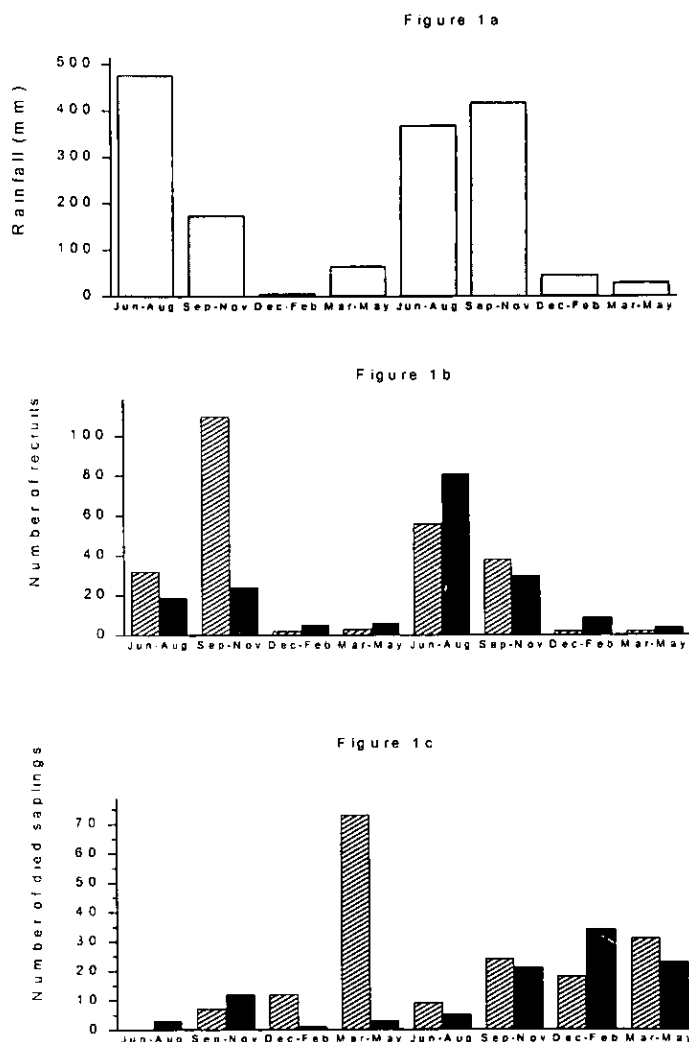 Figure 1a
Rainfall (mm)
500
400
300
200
100
0
Jun-Aug Sep-Nov Dec-Feb Mar-May Jun-Aug Sep-Nov Dec-Feb Mar-May
Figure 1b
Number of recruits
100
80
60
40
20
0
Jun-Aug Sep-Nov Dec-Feb Mar-May Jun-Aug Sep-Nov Dec-Feb Mar-May
Figure 1c
Number of died saplings
70
60
50
40
30
20
10
0
Jun-Aug Sep-Nov Dec-Feb Mar-May Jun-Aug Sep-Nov Dec-Feb Mar-May